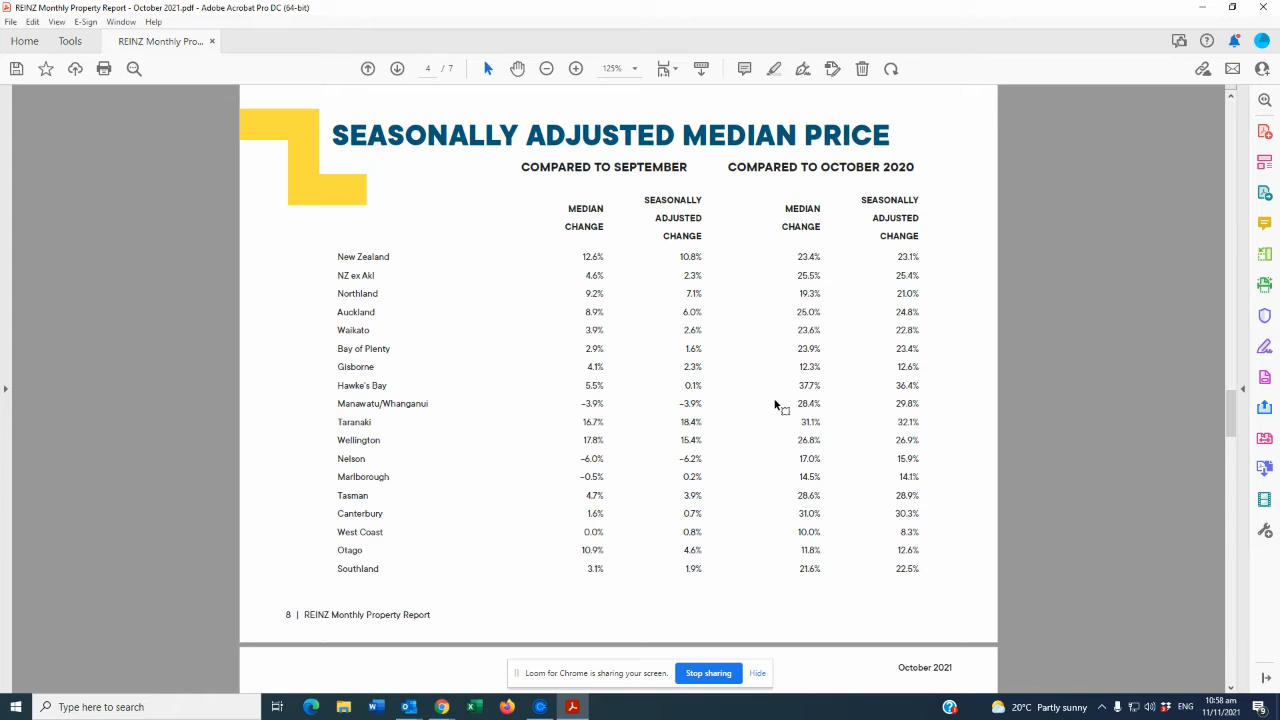 REINZ Monthly Property Report - October 2021.pdf - Adobe Acrobat Pro DC (64-bit)
File Edit View E-Sign Window Help
Home Tools REINZ Monthly Pro... ×
4 / 7 125%
SEASONALLY ADJUSTED MEDIAN PRICE
COMPARED TO SEPTEMBER COMPARED TO OCTOBER 2020
MEDIAN CHANGE SEASONALLY ADJUSTED CHANGE MEDIAN CHANGE SEASONALLY ADJUSTED CHANGE
New Zealand 12.6% 10.8% 23.4% 23.1%
NZ ex Akl 4.6% 2.3% 25.5% 25.4%
Northland 9.2% 7.1% 19.3% 21.0%
Auckland 8.9% 6.0% 25.0% 24.8%
Waikato 3.9% 2.6% 23.6% 22.8%
Bay of Plenty 2.9% 1.6% 23.9% 23.4%
Gisborne 4.1% 2.3% 12.3% 12.6%
Hawke's Bay 5.5% 0.1% 37.7% 36.4%
Manawatu/Whanganui -3.9% -3.9% 28.4% 29.8%
Taranaki 16.7% 18.4% 31.1% 32.1%
Wellington 17.8% 15.4% 26.8% 26.9%
Nelson -6.0% -6.2% 17.0% 15.9%
Marlborough -0.5% 0.2% 14.5% 14.1%
Tasman 4.7% 3.9% 28.6% 28.9%
Canterbury 1.6% 0.7% 31.0% 30.3%
West Coast 0.0% 0.8% 10.0% 8.3%
Otago 10.9% 4.6% 11.8% 12.6%
Southland 3.1% 1.9% 21.6% 22.5%
8 | REINZ Monthly Property Report
October 2021
Loom for Chrome is sharing your screen. Stop sharing Hide
Type here to search
20°C Partly sunny ENG
10:58 am
11/11/2021